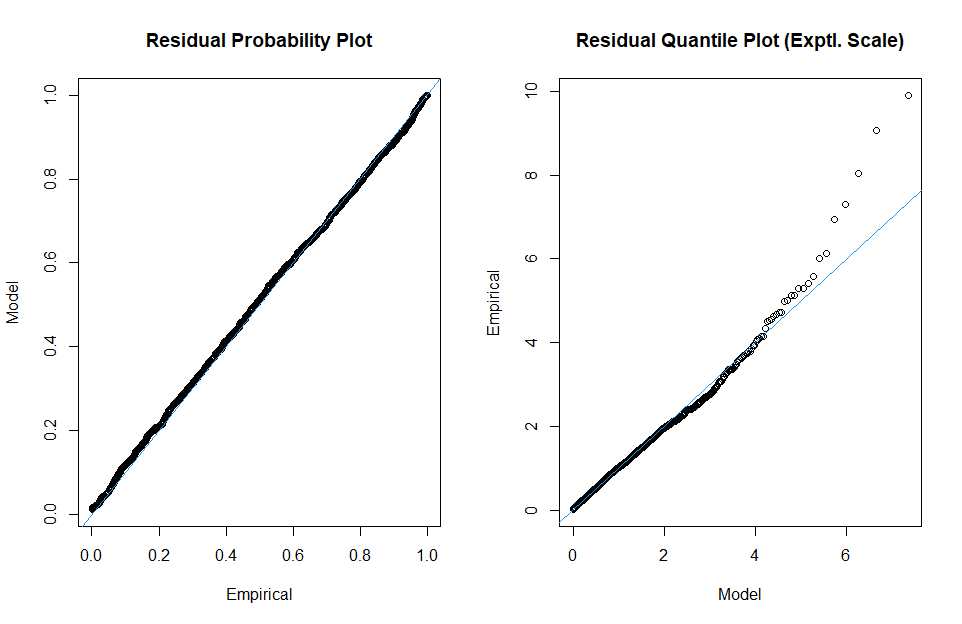 Residual Probability Plot
Model
0.0 0.2 0.4 0.6 0.8 1.0
0.0 0.2 0.4 0.6 0.8 1.0
Empirical
Residual Quantile Plot (Exptl. Scale)
Empirical
0 2 4 6 8 10
0 2 4 6
Model